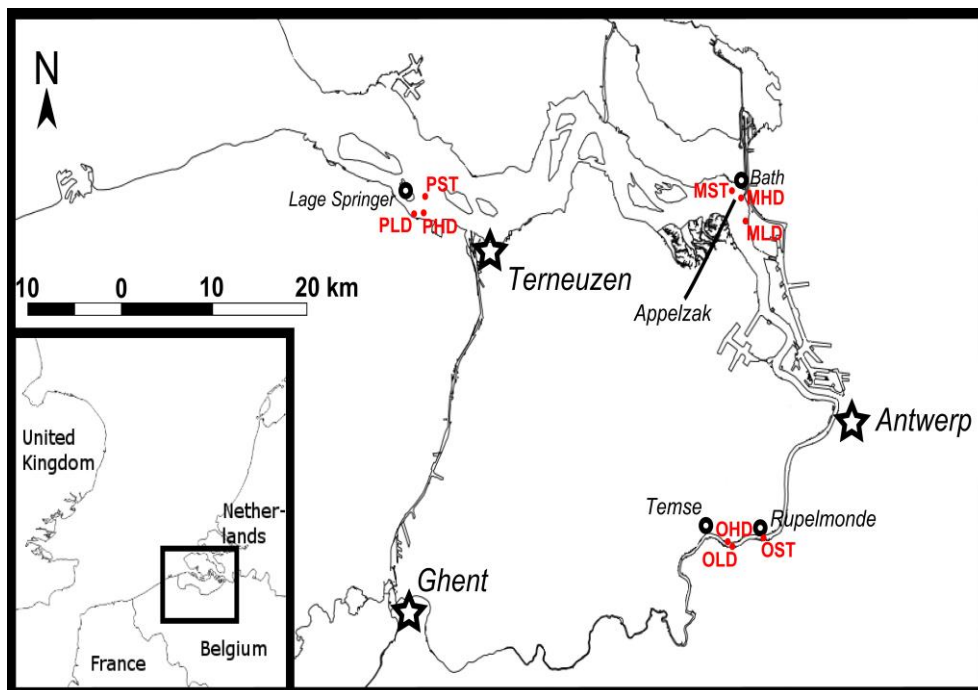 N
Lage Springer
PST
PLD
PHD
Terneuzen
MST
Bath
MHD
MLD
Appelzak
10 0 10 20 km
Antwerp
Temse
OHD
Rupelmonde
OLD
OST
Ghent
United
Kingdom
Nether-
lands
Belgium
France